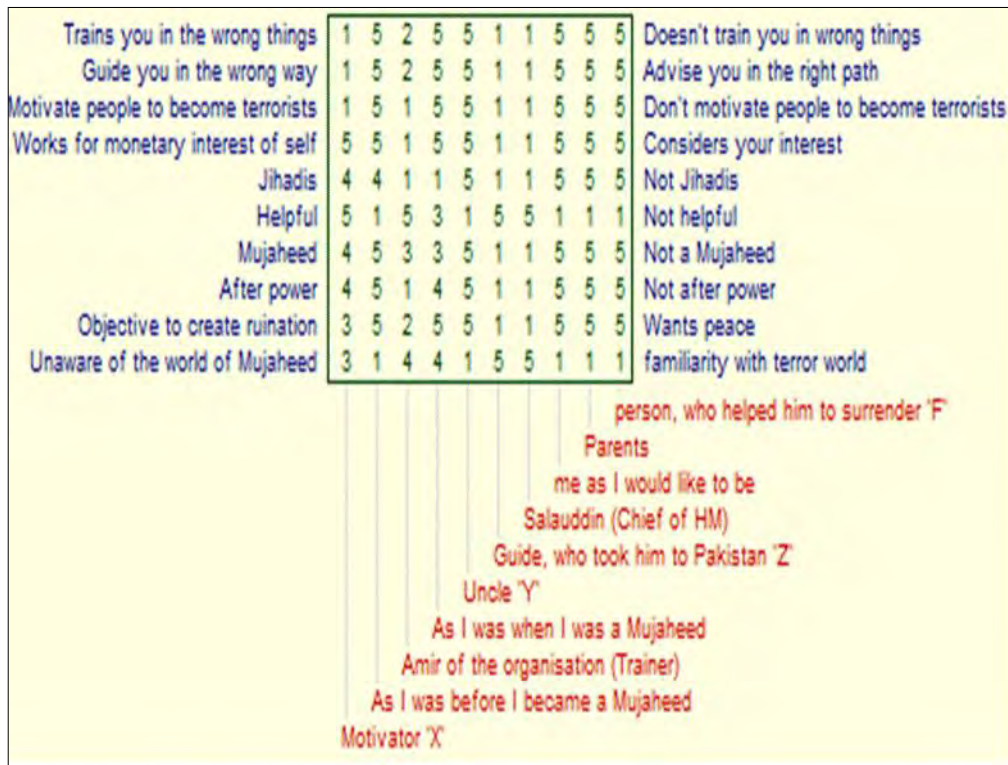 Trains you in the wrong things 1 5 2 5 5 1 1 5 5 5 Doesn't train you in wrong things
Guide you in the wrong way 1 5 2 5 5 1 1 5 5 5 Advise you in the right path
Motivate people to become terrorists 1 5 1 5 5 1 1 5 5 5 Don't motivate people to become terrorists
Works for monetary interest of self 5 5 1 5 5 1 1 5 5 5 Considers your interest
Jihadis 4 4 1 1 5 1 1 5 5 5 Not Jihadis
Helpful 5 1 5 3 1 5 5 1 1 1 Not helpful
Mujaheed 4 5 3 3 5 1 1 5 5 5 Not a Mujaheed
After power 4 5 1 4 5 1 1 5 5 5 Not after power
Objective to create ruination 3 5 2 5 5 1 1 5 5 5 Wants peace
Unaware of the world of Mujaheed 3 1 4 4 1 5 5 1 1 1 familiarity with terror world
person, who helped him to surrender 'F'
Parents
me as I would like to be
Salauddin (Chief of HM)
Guide, who took him to Pakistan 'Z'
Uncle 'Y'
As I was when I was a Mujaheed
Amir of the organisation (Trainer)
As I was before I became a Mujaheed
Motivator 'X'